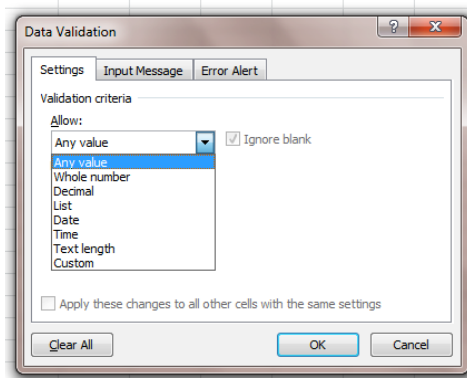 Data Validation
Settings Input Message Error Alert
Validation criteria
Allow:
Any value Ignore blank
Any value
Whole number
Decimal
List
Date
Time
Text length
Custom
Apply these changes to all other cells with the same settings
Clear All OK Cancel